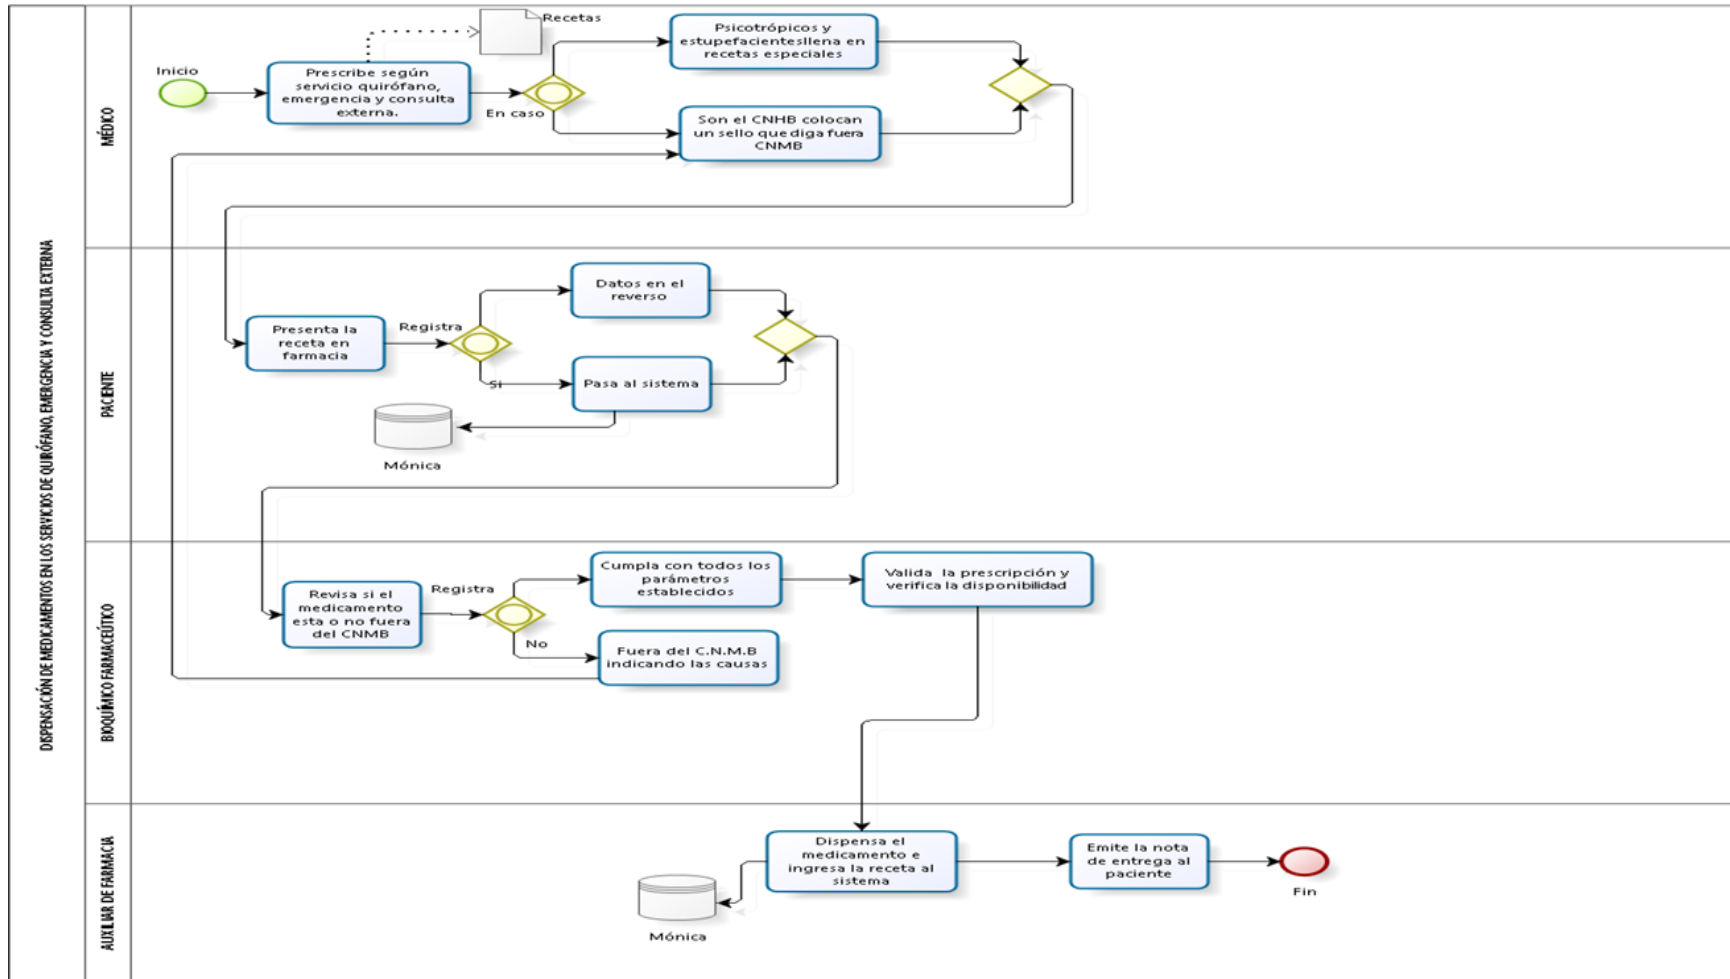 DISPENSACIÓN DE MEDICAMENTOS EN LOS SERVICIOS DE QUIRÓFANO, EMERGENCIA Y CONSULTA EXTERNA
MÉDICO
Inicio
Prescribe según
servicio quirófano,
emergencia y consulta
externa.
Recetas
En caso
Psicotrópicos y
estupefacientesllena en
recetas especiales
Son el CNHB colocan
un sello que diga fuera
CNMB
PACIENTE
Presenta la
receta en
farmacia
Registra
Si
Datos en el
reverso
Pasa al sistema
Mónica
BIOQUÍMICO FARMACEÚTICO
Revisa si el
medicamento
esta o no fuera
del CNMB
Registra
No
Cumpla con todos los
parámetros
establecidos
Valida la prescripción y
verifica la disponibilidad
Fuera del C.N.M.B
indicando las causas
AUXILIAR DE FARMACIA
Dispensa el
medicamento e
ingresa la receta al
sistema
Mónica
Emite la nota
de entrega al
paciente
Fin